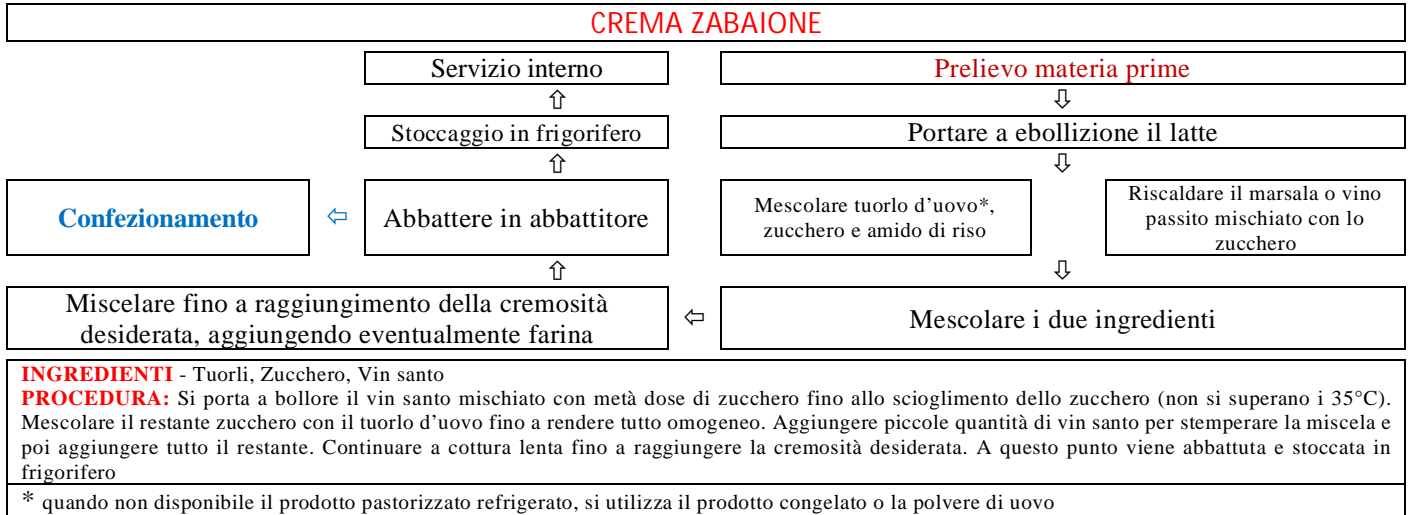 CREMA ZABAIONE
Servizio interno
Prelievo materia prime
⇧
⇩
Stoccaggio in frigorifero
Portare a ebollizione il latte
⇧
⇩
Confezionamento
⇦
Abbattere in abbattitore
Mescolare tuorlo d'uovo*,
zucchero e amido di riso
Riscaldare il marsala o vino
passito mischiato con lo
zucchero
⇧
⇩
Miscelare fino a raggiungimento della cremosità
desiderata, aggiungendo eventualmente farina
⇦
Mescolare i due ingredienti
INGREDIENTI - Tuorli, Zucchero, Vin santo
PROCEDURA: Si porta a bollore il vin santo mischiato con metà dose di zucchero fino allo scioglimento dello zucchero (non si superano i 35°C).
Mescolare il restante zucchero con il tuorlo d'uovo fino a rendere tutto omogeneo. Aggiungere piccole quantità di vin santo per stemperare la miscela e
poi aggiungere tutto il restante. Continuare a cottura lenta fino a raggiungere la cremosità desiderata. A questo punto viene abbattuta e stoccata in
frigorifero
* quando non disponibile il prodotto pastorizzato refrigerato, si utilizza il prodotto congelato o la polvere di uovo